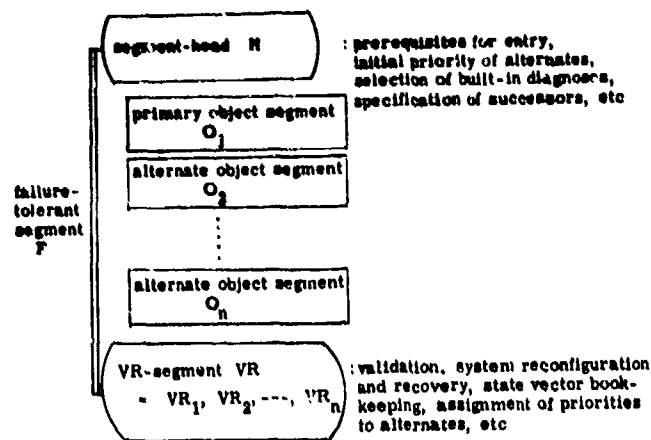 segment-head H
: prerequisites for entry,
initial priority of alternates,
selection of built-in diagnoses,
specification of successors, etc
primary object segment
O1
alternate object segment
O2
failure-
tolerant
segment
F
alternate object segment
On
VR-segment VR
= VR1, VR2, ---, VRn
: validation, system reconfiguration
and recovery, state vector book-
keeping, assignment of priorities
to alternates, etc